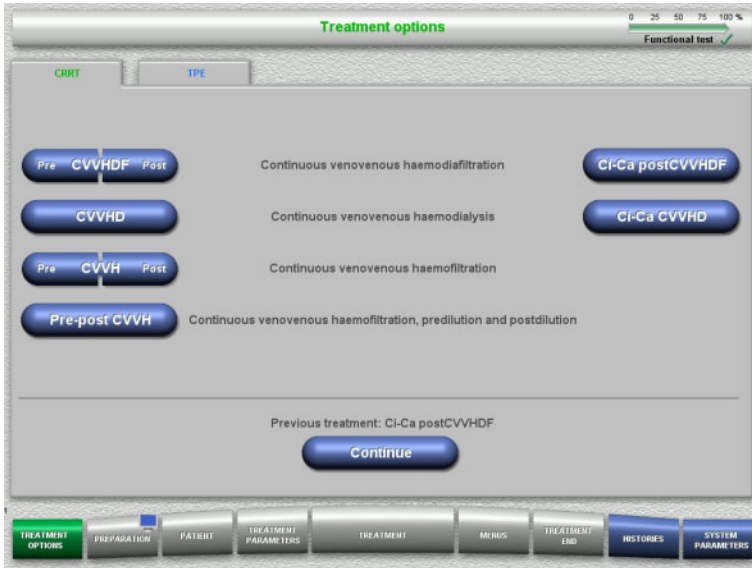 Treatment options
0 25 50 75 100 %
Functional test
CRRT
TPE
Pre CVVHDF Post
Continuous venovenous haemodiafiltration
Ci-Ca postCVVHDF
CVVHD
Continuous venovenous haemodialysis
Ci-Ca CVVHD
Pre CVVH Post
Continuous venovenous haemofiltration
Pre-post CVVH
Continuous venovenous haemofiltration, predilution and postdilution
Previous treatment: Ci-Ca postCVVHDF
Continue
TREATMENT
OPTIONS
PREPARATION
PATIENT
TREATMENT
PARAMETERS
TREATMENT
MENUS
TREATMENT
END
HISTORIES
SYSTEM
PARAMETERS